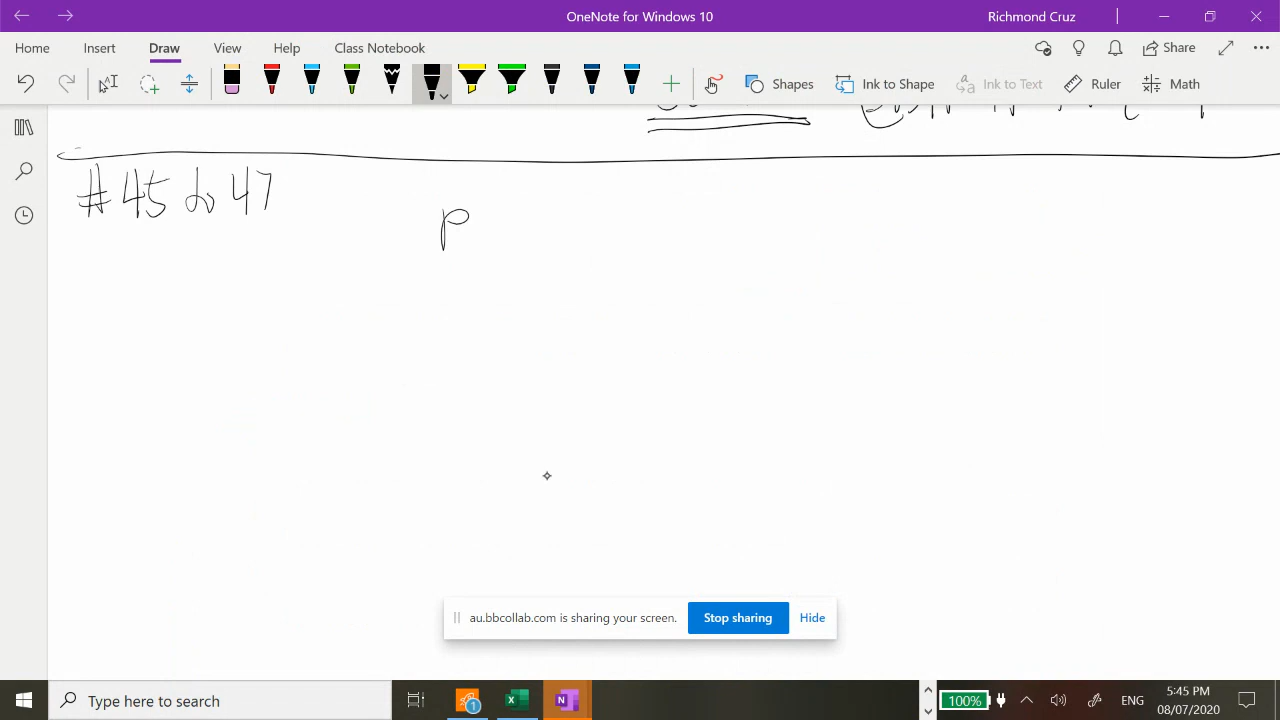 OneNote for Windows 10
Richmond Cruz
Home Insert Draw View Help Class Notebook Share
Shapes Ink to Shape Ink to Text Ruler Math
#45 to 47
P
au.bbcollab.com is sharing your screen. Stop sharing Hide
Type here to search
1
100% ENG 5:45 PM
08/07/2020